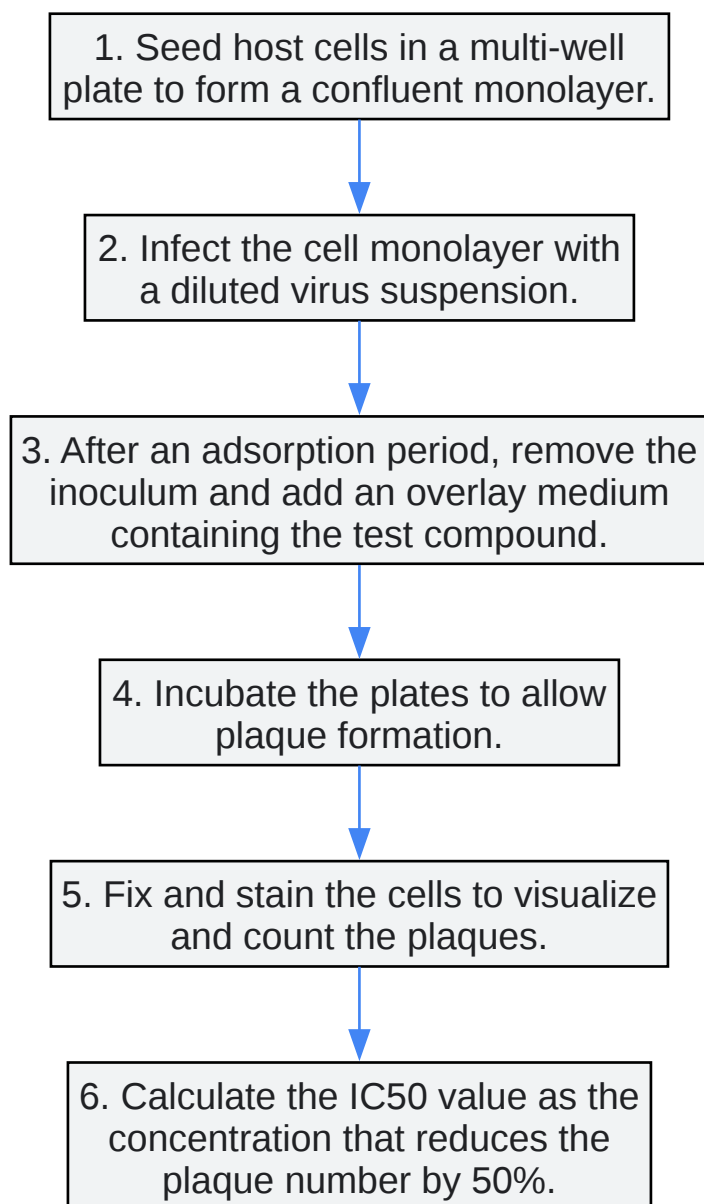 1. Seed host cells in a multi-well
plate to form a confluent monolayer.
2. Infect the cell monolayer with
a diluted virus suspension.
3. After an adsorption period, remove the
inoculum and add an overlay medium
containing the test compound.
4. Incubate the plates to allow
plaque formation.
5. Fix and stain the cells to visualize
and count the plaques.
6. Calculate the IC50 value as the
concentration that reduces the
plaque number by 50%.